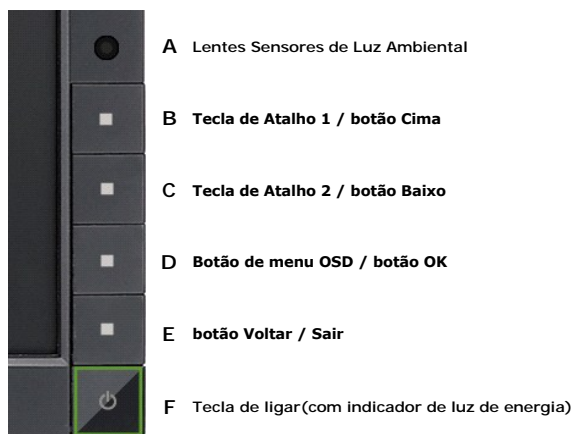 A Lentes Sensores de Luz Ambiental
B Tecla de Atalho 1 / botão Cima
C Tecla de Atalho 2 / botão Baixo
D Botão de menu OSD / botão OK
E botão Voltar / Sair
F Tecla de ligar(com indicador de luz de energia)